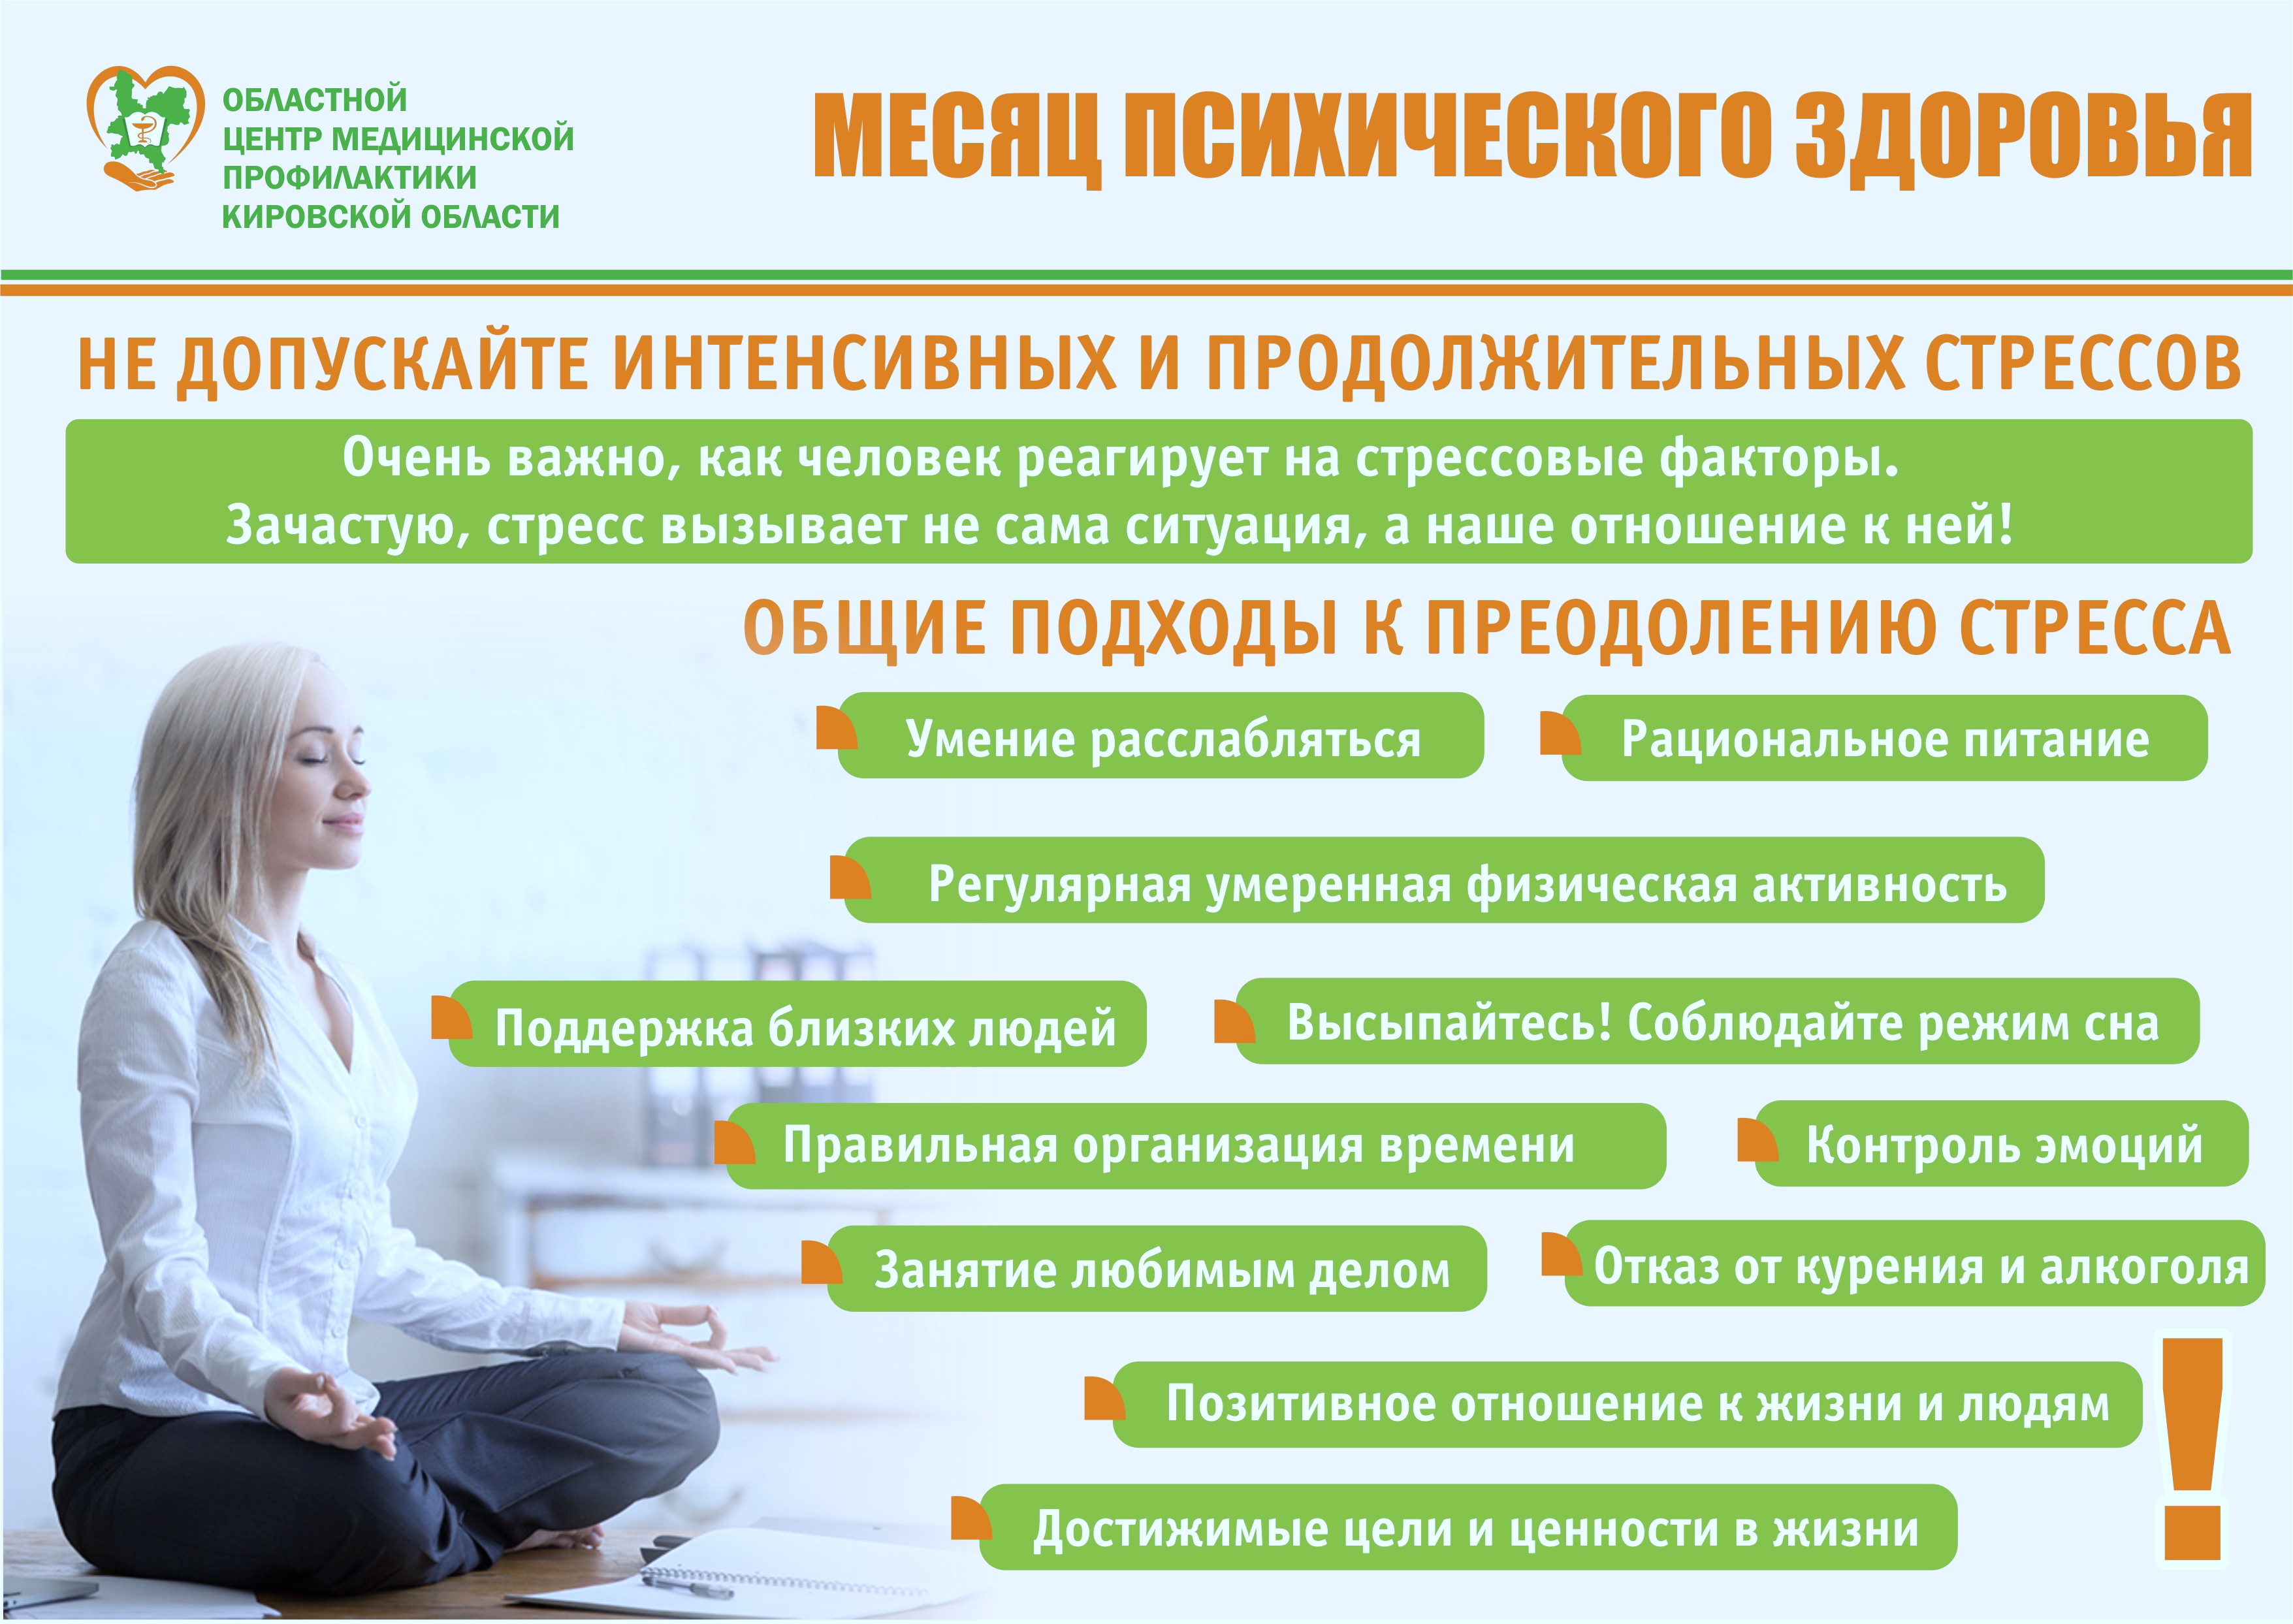 ОБЛАСТНОЙ
ЦЕНТР МЕДИЦИНСКОЙ
ПРОФИЛАКТИКИ
КИРОВСКОЙ ОБЛАСТИ
МЕСЯЦ ПСИХИЧЕСКОГО ЗДОРОВЬЯ
НЕ ДОПУСКАЙТЕ ИНТЕНСИВНЫХ И ПРОДОЛЖИТЕЛЬНЫХ СТРЕССОВ
Очень важно, как человек реагирует на стрессовые факторы.
Зачастую, стресс вызывает не сама ситуация, а наше отношение к ней!
ОБЩИЕ ПОДХОДЫ К ПРЕОДОЛЕНИЮ СТРЕССА
Умение расслабляться
Рациональное питание
Регулярная умеренная физическая активность
Поддержка близких людей
Высыпайтесь! Соблюдайте режим сна
Правильная организация времени
Контроль эмоций
Занятие любимым делом
Отказ от курения и алкоголя
Позитивное отношение к жизни и людям
Достижимые цели и ценности в жизни
!